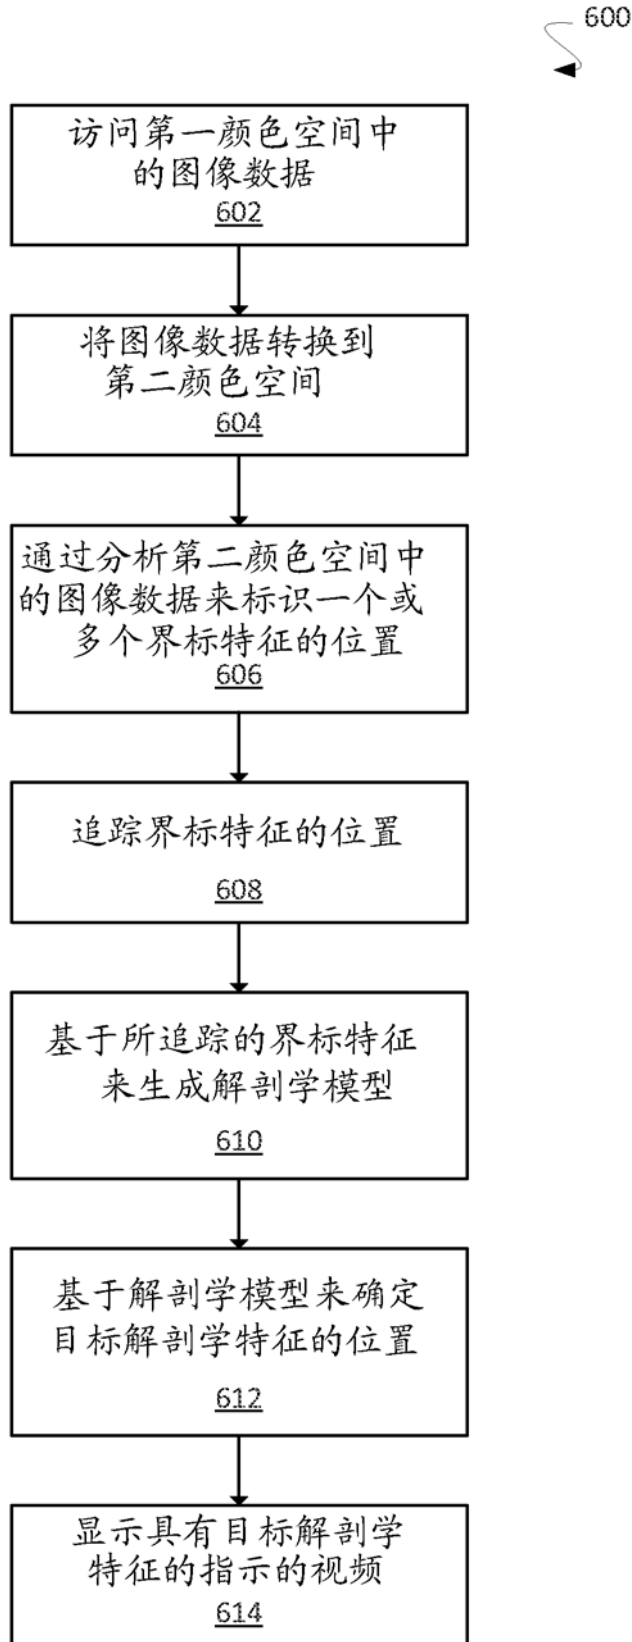 600
访问第一颜色空间中
的图像数据
602
将图像数据转换到
第二颜色空间
604
通过分析第二颜色空间中
的图像数据来标识一个或
多个界标特征的位置
606
追踪界标特征的位置
608
基于所追踪的界标特征
来生成解剖学模型
610
基于解剖学模型来确定
目标解剖学特征的位置
612
显示具有目标解剖学
特征的指示的视频
614